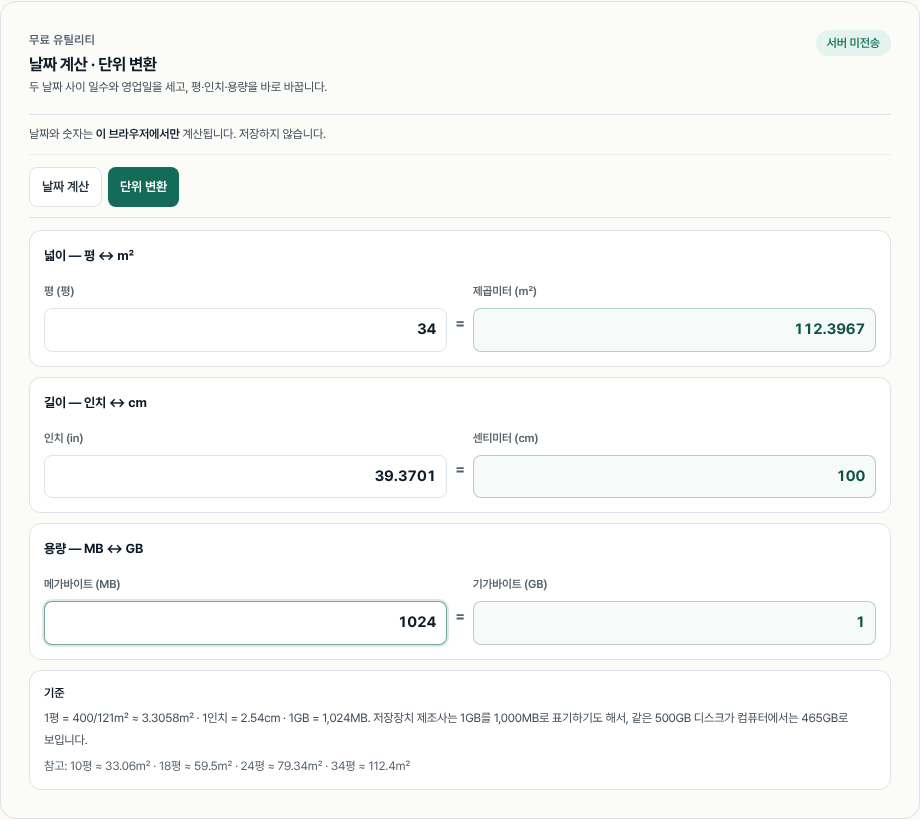 무료 유틸리티
서버 미전송
날짜 계산 · 단위 변환
두 날짜 사이 일수와 영업일을 세고, 평·인치·용량을 바로 바꿉니다.
날짜와 숫자는 이 브라우저에서만 계산됩니다. 저장하지 않습니다.
날짜 계산
단위 변환
넓이 — 평 ↔ m²
평 (평)
제곱미터 (m²)
34
=
112.3967
길이 — 인치 ↔ cm
인치 (in)
센티미터 (cm)
39.3701
=
100
용량 — MB ↔ GB
메가바이트 (MB)
기가바이트 (GB)
1024
=
1
기준
1평 = 400/121m² ≈ 3.3058m² · 1인치 = 2.54cm · 1GB = 1,024MB. 저장장치 제조사는 1GB를 1,000MB로 표기하기도 해서, 같은 500GB 디스크가 컴퓨터에서는 465GB로
보입니다.
참고: 10평 ≈ 33.06m² · 18평 ≈ 59.5m² · 24평 ≈ 79.34m² · 34평 ≈ 112.4m²